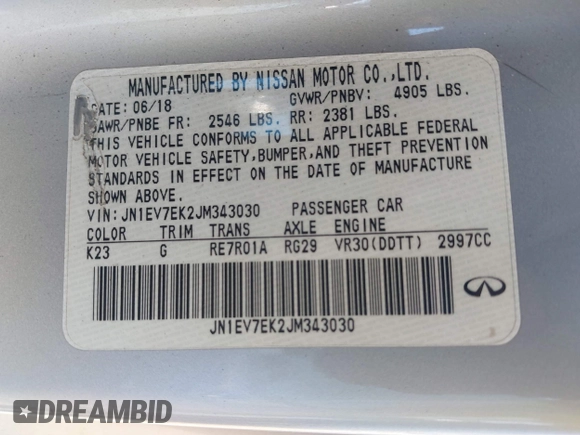 MANUFACTURED BY NISSAN MOTOR CO.,LTD.
DATE: 06/18 GVWR/PNBV: 4905 LBS.
GAWR/PNBE FR: 2546 LBS. RR: 2381 LBS.
THIS VEHICLE CONFORMS TO ALL APPLICABLE FEDERAL
MOTOR VEHICLE SAFETY,BUMPER,AND THEFT PREVENTION
STANDARDS IN EFFECT ON THE DATE OF MANUFACTURE
SHOWN ABOVE.
VIN:JN1EV7EK2JM343030 PASSENGER CAR
COLOR TRIM TRANS AXLE ENGINE
K23 G RE7R01A RG29 VR30(DDTT) 2997CC
JN1EV7EK2JM343030
DREAMBID